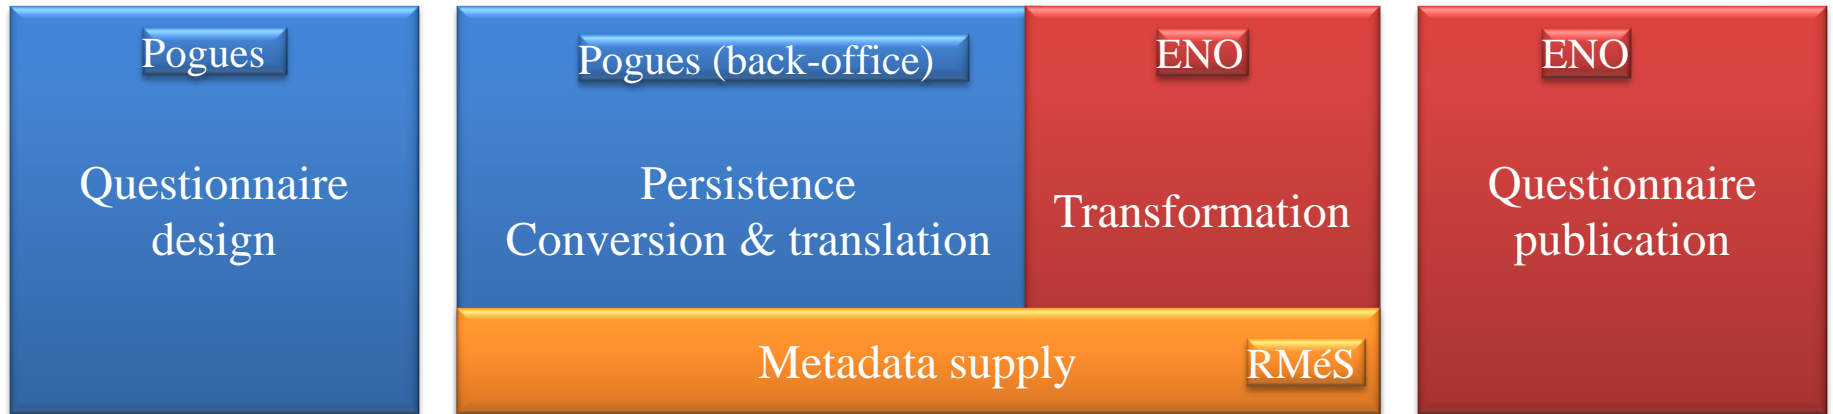 Pogues
Questionnaire
design
Pogues (back-office)
Persistence
Conversion & translation
ENO
Transformation
Metadata supply
RMéS
ENO
Questionnaire
publication